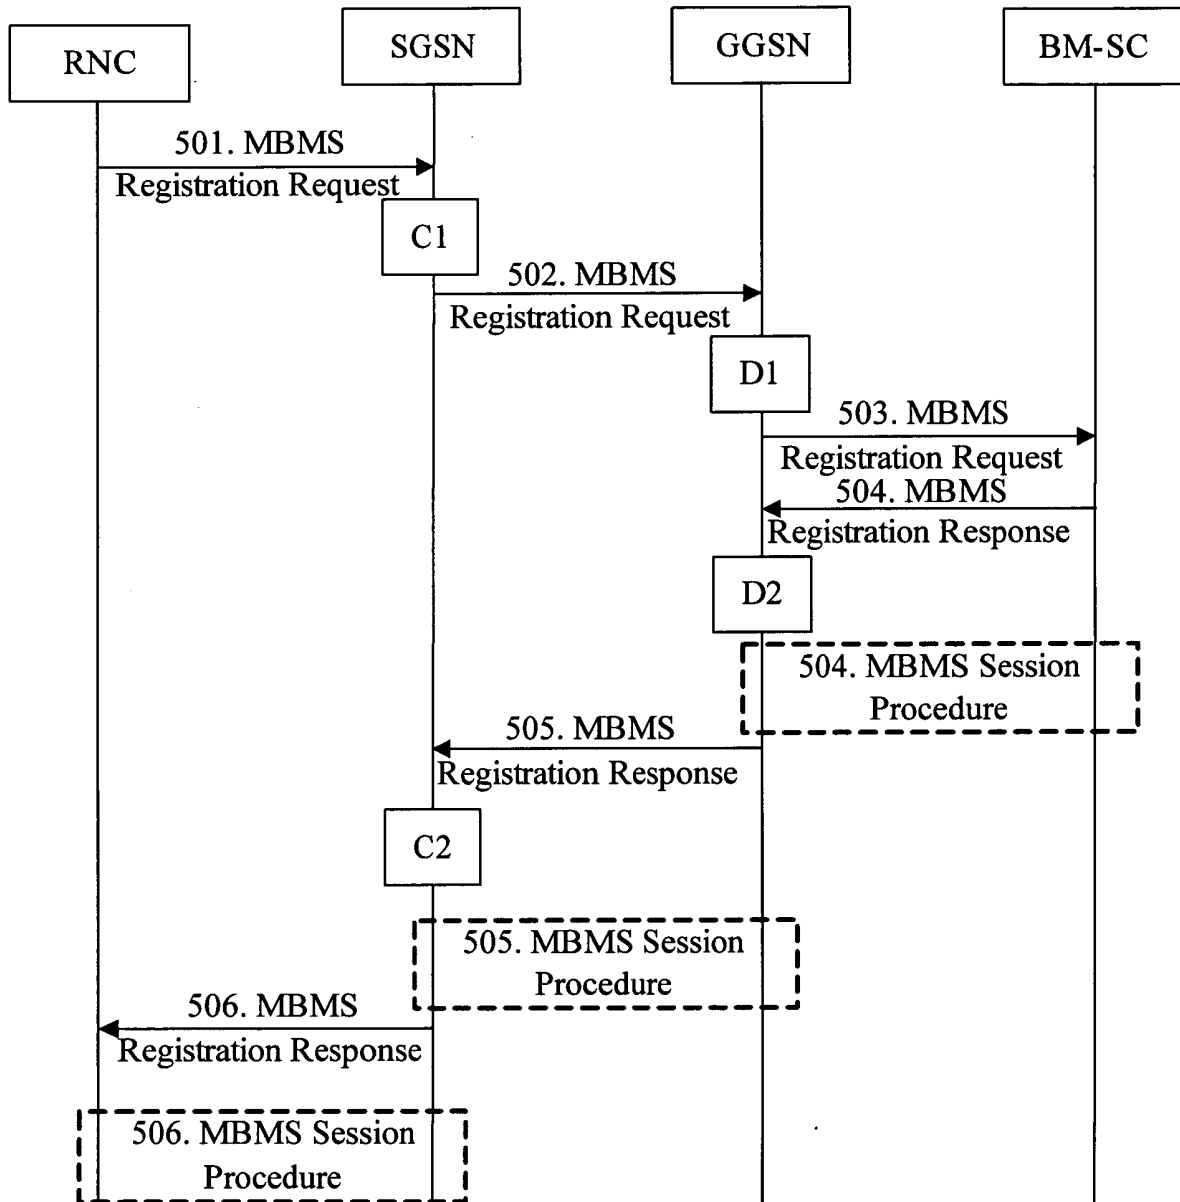 RNC
SGSN
GGSN
BM-SC
501. MBMS
Registration Request
C1
502. MBMS
Registration Request
D1
503. MBMS
Registration Request
504. MBMS
Registration Response
D2
504. MBMS Session
Procedure
505. MBMS
Registration Response
C2
505. MBMS Session
Procedure
506. MBMS
Registration Response
506. MBMS Session
Procedure